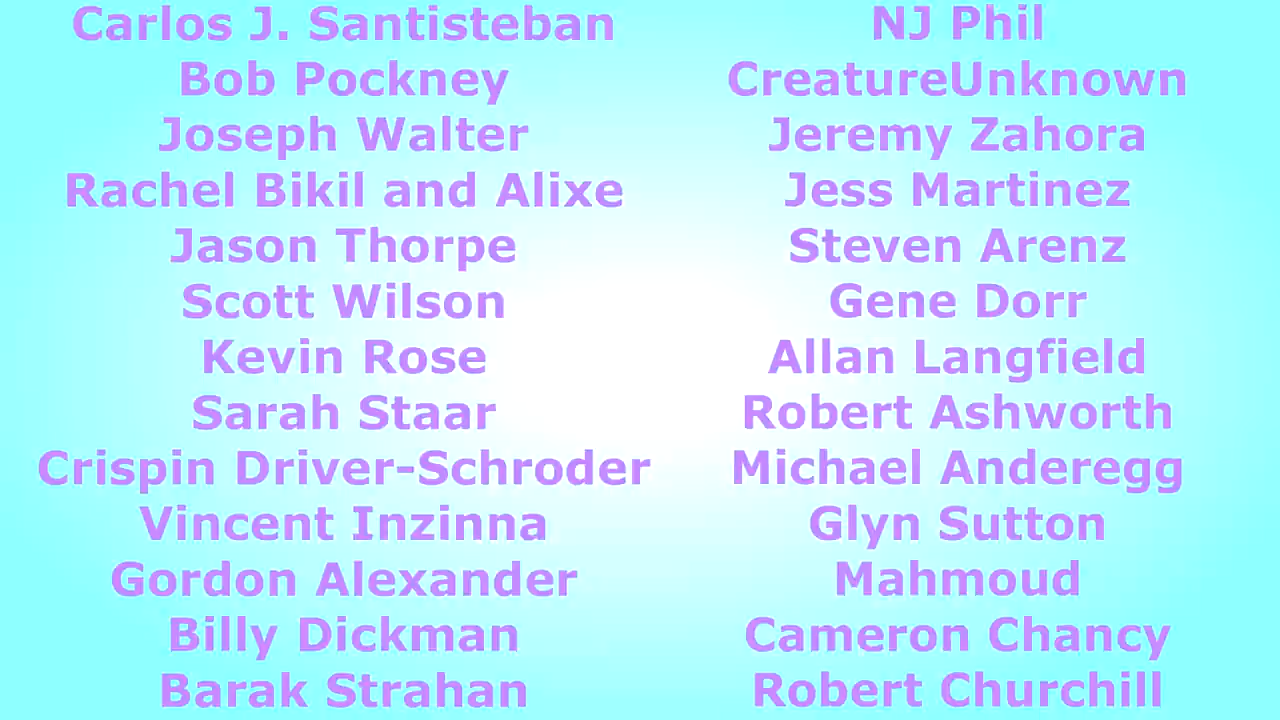 Carlos J. Santisteban
Bob Pockney
Joseph Walter
Rachel Bikil and Alixe
Jason Thorpe
Scott Wilson
Kevin Rose
Sarah Staar
Crispin Driver-Schroder
Vincent Inzinna
Gordon Alexander
Billy Dickman
Barak Strahan
NJ Phil
CreatureUnknown
Jeremy Zahora
Jess Martinez
Steven Arenz
Gene Dorr
Allan Langfield
Robert Ashworth
Michael Anderegg
Glyn Sutton
Mahmoud
Cameron Chancy
Robert Churchill